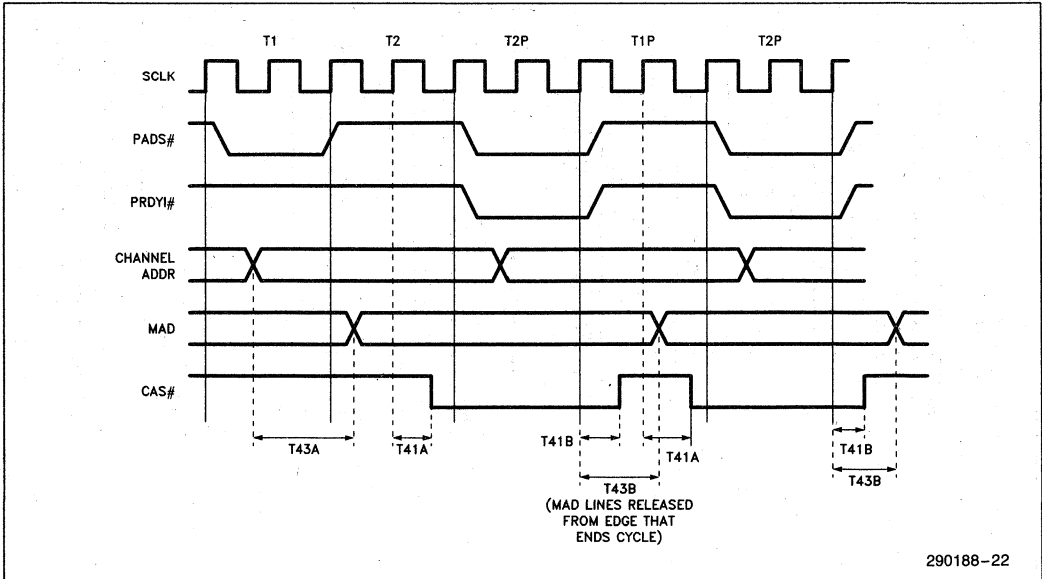 T1 T2 T2P T1P T2P
SCLK
PADS#
PRDYI#
CHANNEL
ADDR
MAD
CAS#
T43A T41A T41B T41A T41B
T43B T43B
(MAD LINES RELEASED
FROM EDGE THAT
ENDS CYCLE)
290188–22